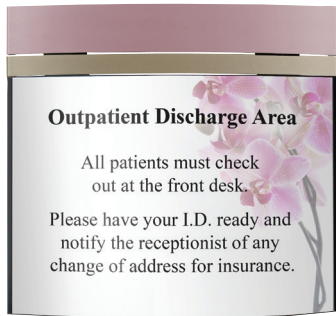 Outpatient Discharge Area
All patients must check
out at the front desk.
Please have your I.D. ready and
notify the receptionist of any
change of address for insurance.